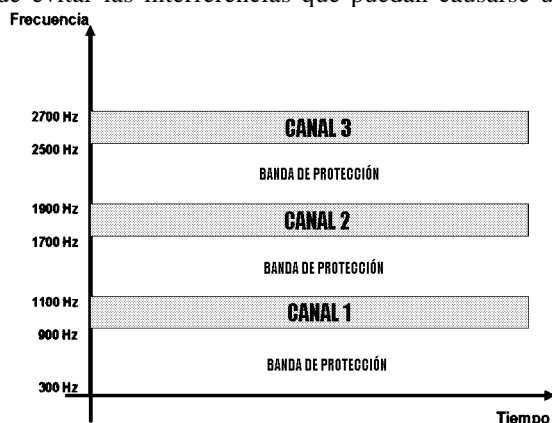 de evitar las interferencias que puedan causarse u
Frecuencia
2700 Hz
CANAL 3
2500 Hz
BANDA DE PROTECCIÓN
1900 Hz
CANAL 2
1700 Hz
BANDA DE PROTECCIÓN
1100 Hz
CANAL 1
900 Hz
BANDA DE PROTECCIÓN
300 Hz
Tiempo